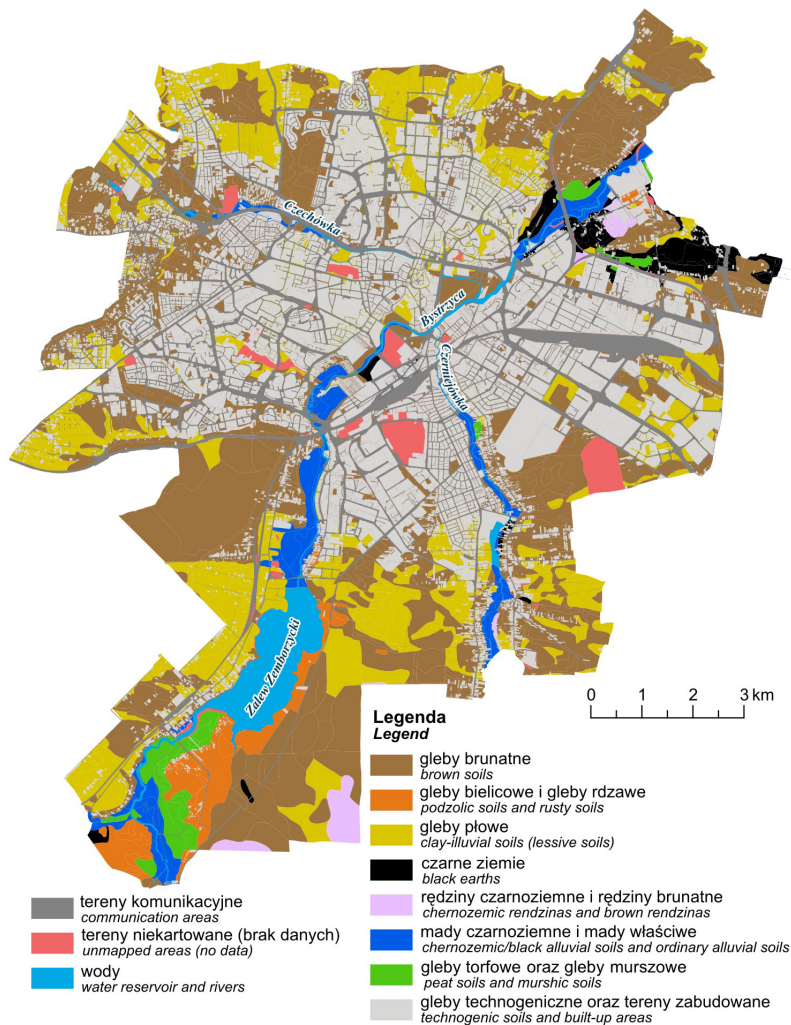 Czechówka
Bystrzyca
Czerniejówka
Zalew Zemborzycki
0 1 2 3 km
Legenda
Legend
gleby brunatne
brown soils
gleby bielicowe i gleby rdzawe
podzolic soils and rusty soils
gleby płowe
clay-illuvial soils (lessive soils)
czarne ziemie
black earths
rędziny czarnoziemne i rędziny brunatne
chernozemic rendzinas and brown rendzinas
mady czarnoziemne i mady właściwe
chernozemic/black alluvial soils and ordinary alluvial soils
gleby torfowe oraz gleby murszowe
peat soils and murshic soils
gleby technogeniczne oraz tereny zabudowane
technogenic soils and built-up areas
tereny komunikacyjne
communication areas
tereny niekartowane (brak danych)
unmapped areas (no data)
wody
water reservoir and rivers